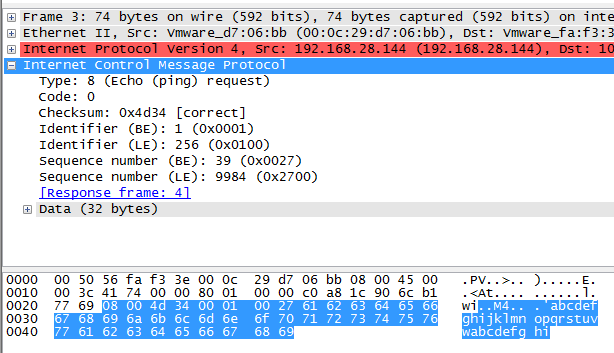 Frame 3: 74 bytes on wire (592 bits), 74 bytes captured (592 bits) on inte
Ethernet II, Src: Vmware_d7:06:bb (00:0c:29:d7:06:bb), Dst: Vmware_fa:f3:3
Internet Protocol Version 4, Src: 192.168.28.144 (192.168.28.144), Dst: 10
Internet Control Message Protocol
Type: 8 (Echo (ping) request)
Code: 0
Checksum: 0x4d34 [correct]
Identifier (BE): 1 (0x0001)
Identifier (LE): 256 (0x0100)
Sequence number (BE): 39 (0x0027)
Sequence number (LE): 9984 (0x2700)
[Response frame: 4]
Data (32 bytes)
0000 00 50 56 fa f3 3e 00 0c 29 d7 06 bb 08 00 45 00 .PV..>.. ).....E.
0010 00 3c 41 74 00 00 80 01 00 00 c0 a8 1c 90 6c b1 .<At.... ......l.
0020 77 69 08 00 4d 34 00 01 00 27 61 62 63 64 65 66 wi..M4.. .'abcdef
0030 67 68 69 6a 6b 6c 6d 6e 6f 70 71 72 73 74 75 76 ghijklmn opqrstuv
0040 77 61 62 63 64 65 66 67 68 69 wabcdefg hi